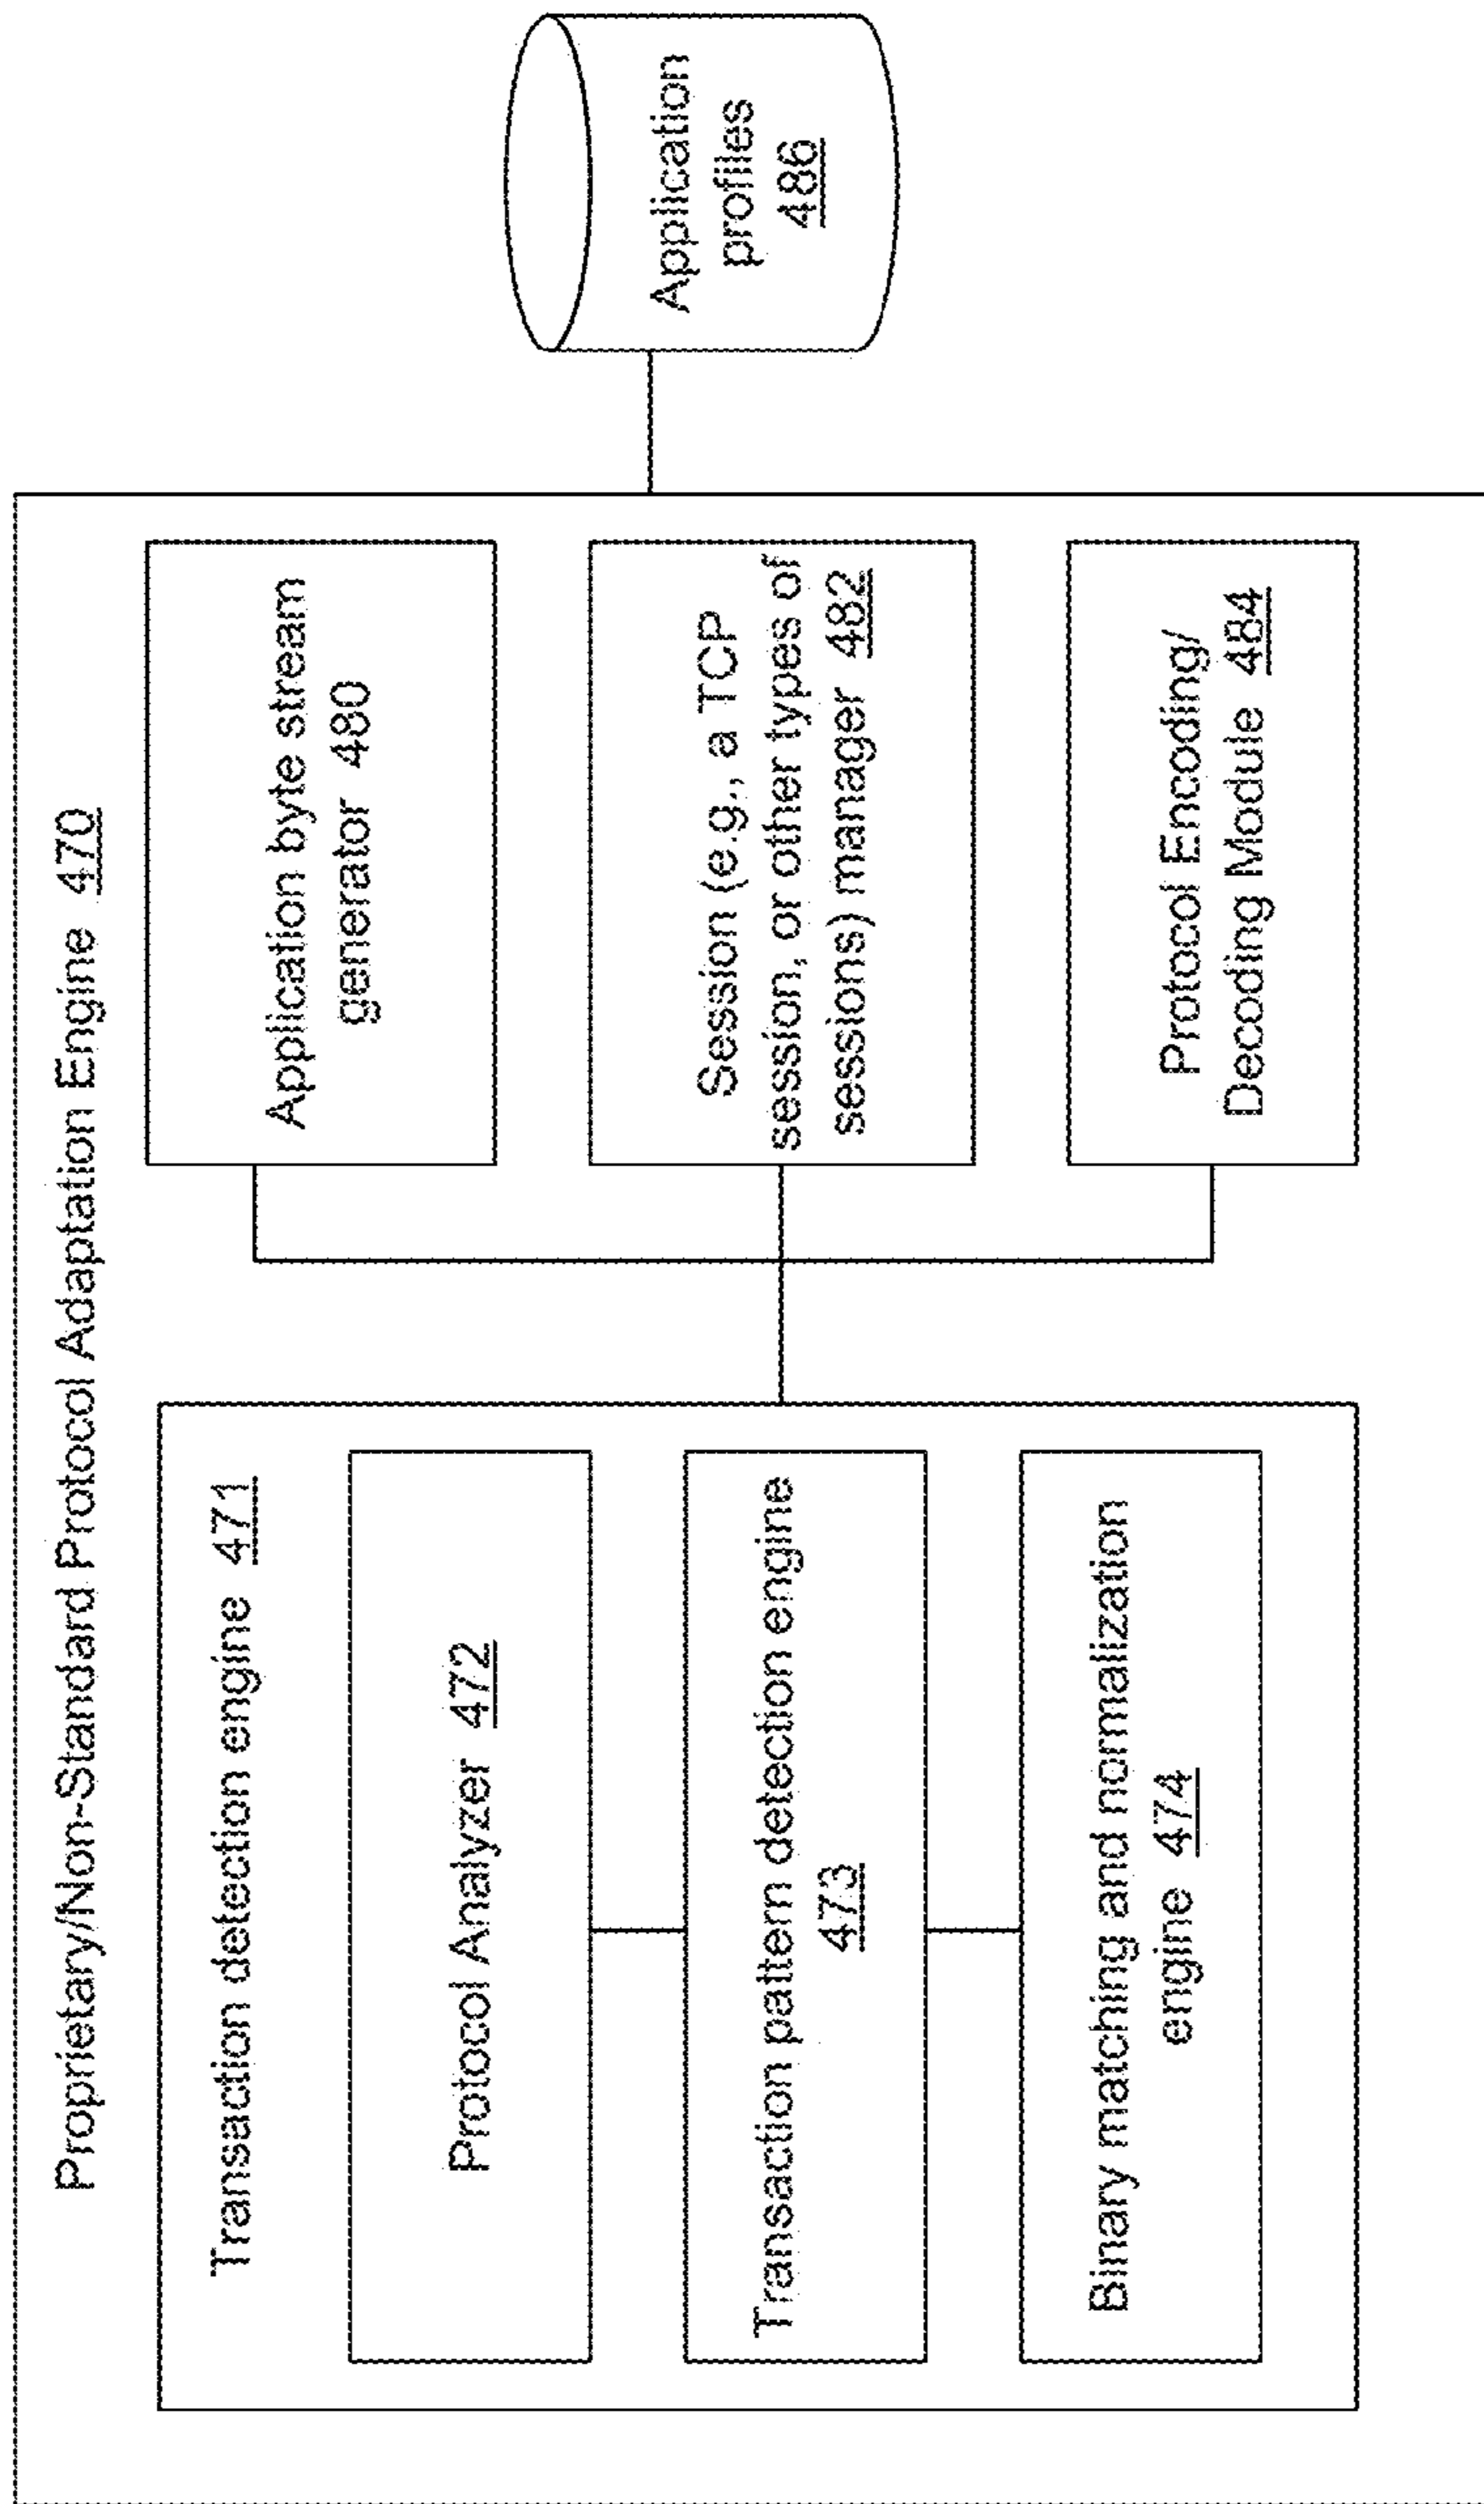 Proprietary/Non-Standard Protocol Adaptation Engine 470
Transaction detection engine 471
Protocol Analyzer 472
Transaction pattern detection engine
473
Binary matching and normalization
engine 474
Application byte stream
generator 480
Session (e.g., a TCP
session, or other types of
sessions) manager 482
Protocol Encoding/
Decoding Module 484
Application
profiles
486